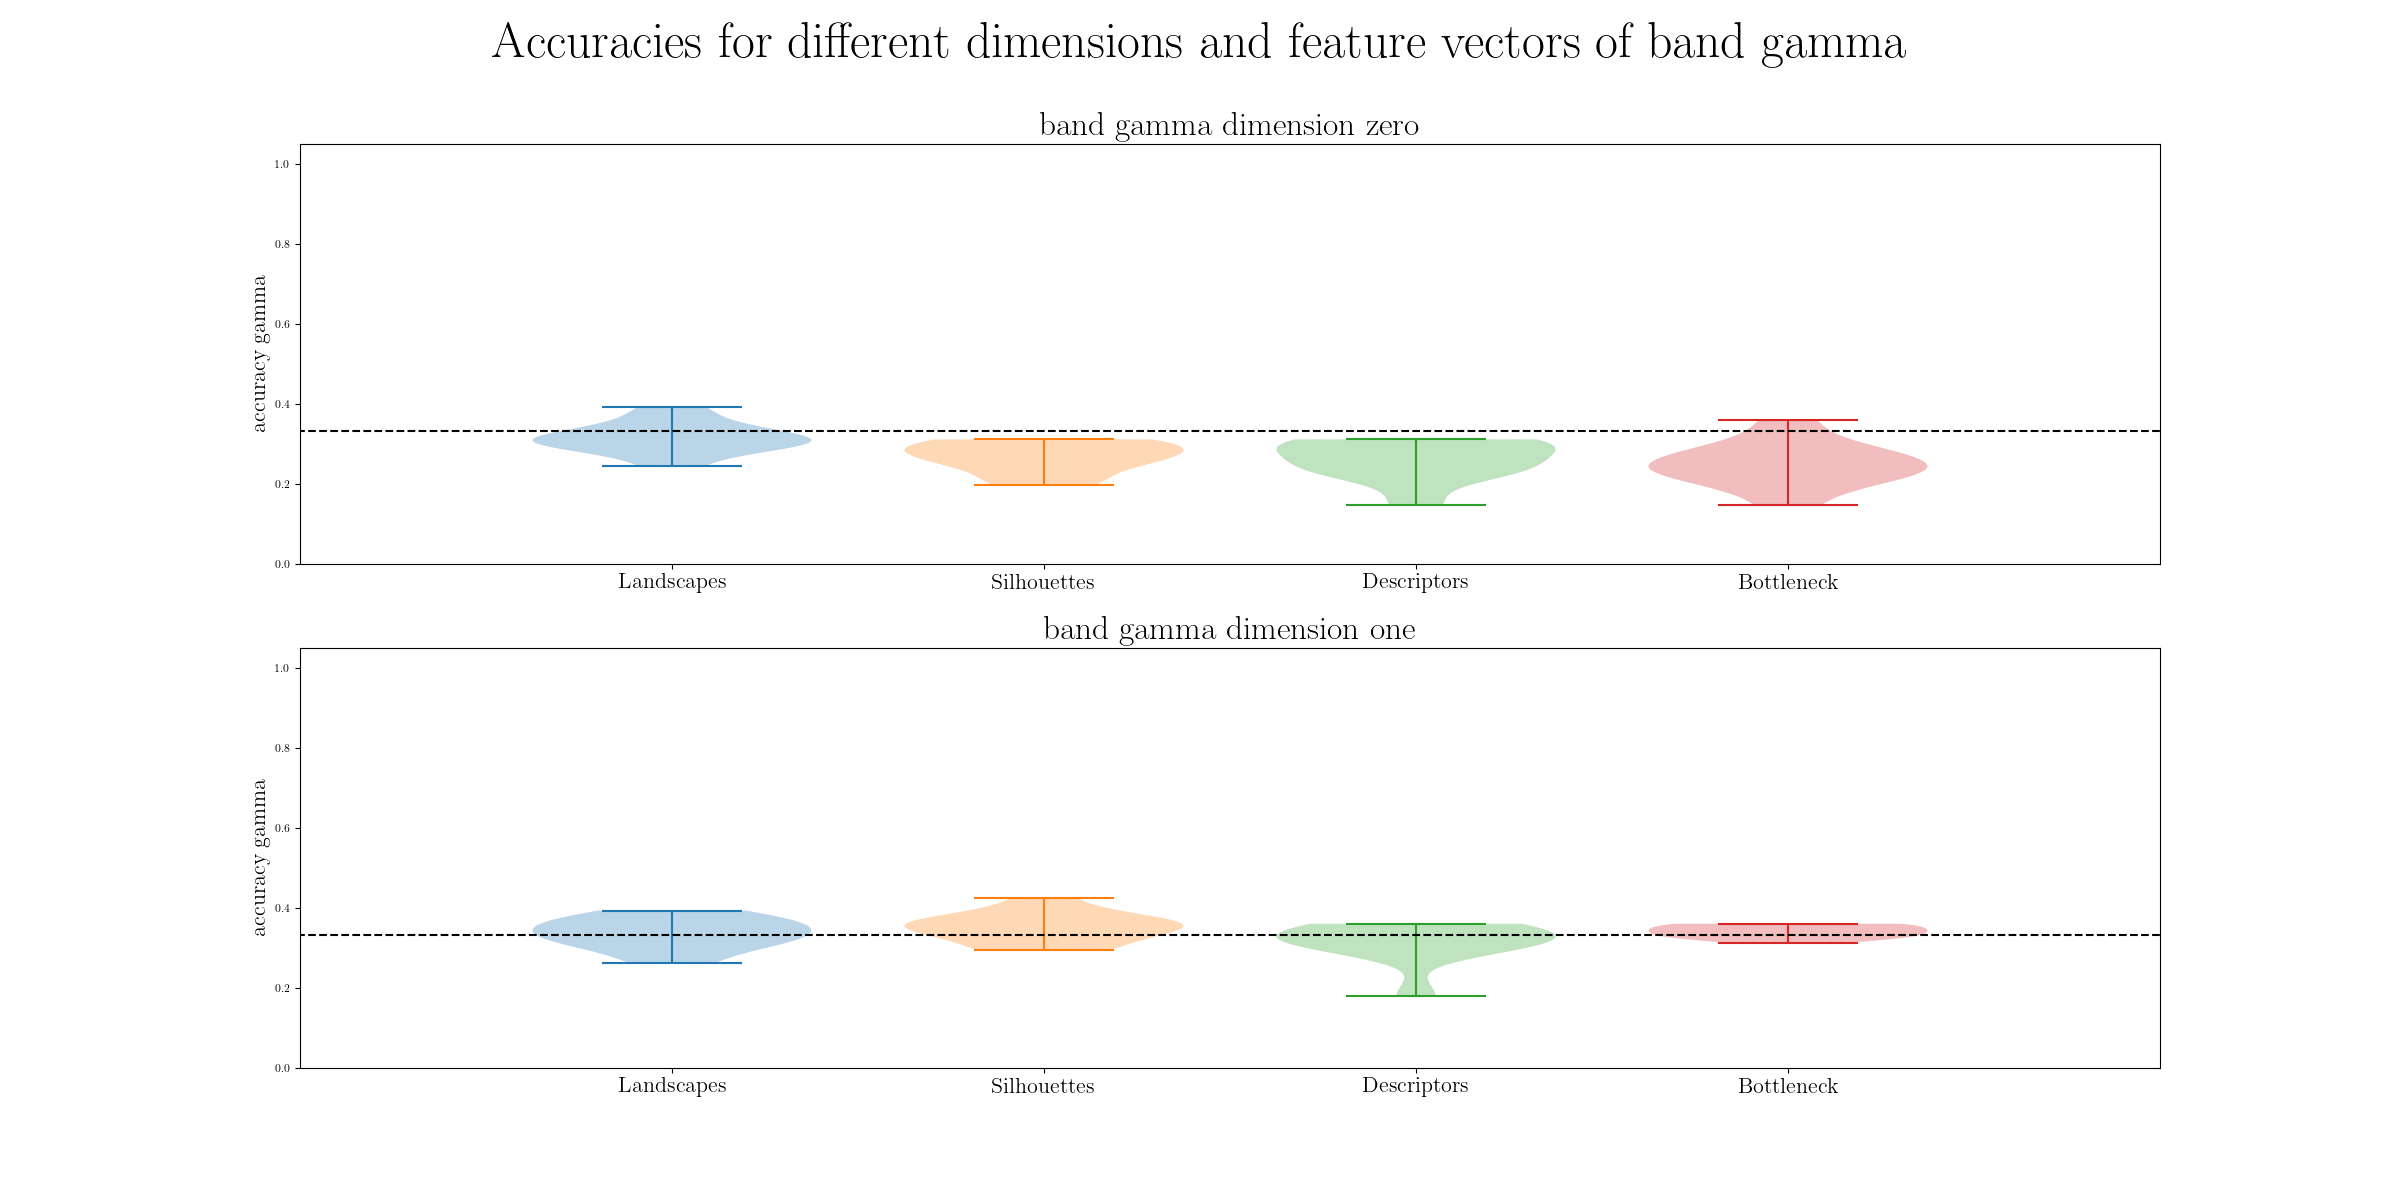 Accuracies for different dimensions and feature vectors of band gamma
band gamma dimension zero
1.0
0.8
0.6
0.4
0.2
0.0
accuracy gamma
Landscapes Silhouettes Descriptors Bottleneck
band gamma dimension one
1.0
0.8
0.6
0.4
0.2
0.0
accuracy gamma
Landscapes Silhouettes Descriptors Bottleneck